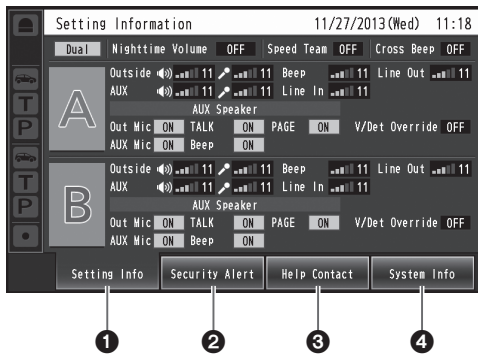 Setting Information 11/27/2013(Wed) 11:18
Dual Nighttime Volume OFF Speed Team OFF Cross Beep OFF
Outside 11 11 Beep 11 Line Out 11
AUX 11 11 Line In 11
A
AUX Speaker
Out Mic ON TALK ON PAGE ON V/Det Override OFF
AUX Mic ON Beep ON
T
P
Outside 11 11 Beep 11 Line Out 11
AUX 11 11 Line In 11
B
AUX Speaker
Out Mic ON TALK ON PAGE ON V/Det Override OFF
AUX Mic ON Beep ON
T
P
Setting Info Security Alert Help Contact System Info
1 2 3 4